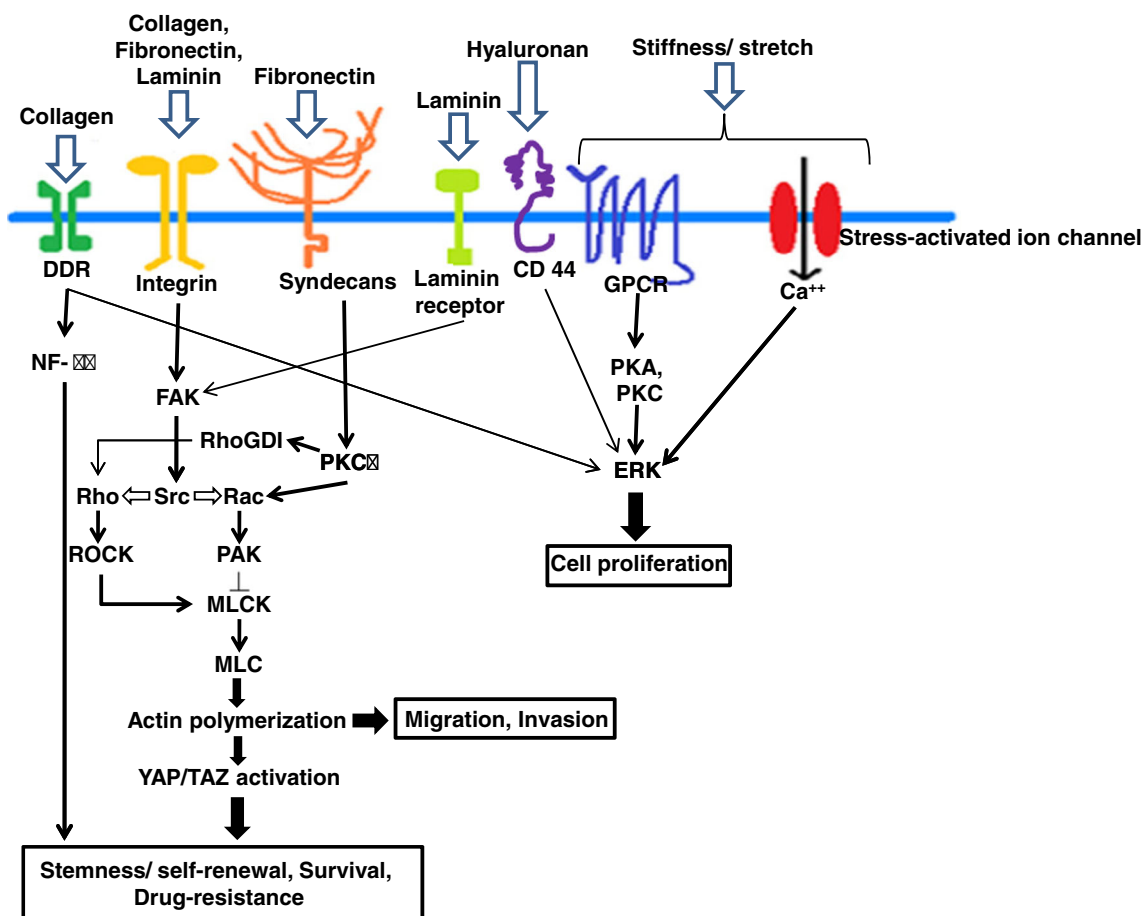 Collagen,
Fibronectin,
Laminin
Fibronectin
Hyaluronan
Stiffness/ stretch
Laminin
Collagen
Stress-activated ion channel
DDR
Integrin
Syndecans
Laminin
receptor
CD 44
GPCR
Ca++
NF-
FAK
PKA,
PKC
RhoGDI
PKC
ERK
Rho
Src
Rac
ROCK
PAK
Cell proliferation
MLCK
MLC
Actin polymerization
Migration, Invasion
YAP/TAZ activation
Stemness/ self-renewal, Survival,
Drug-resistance